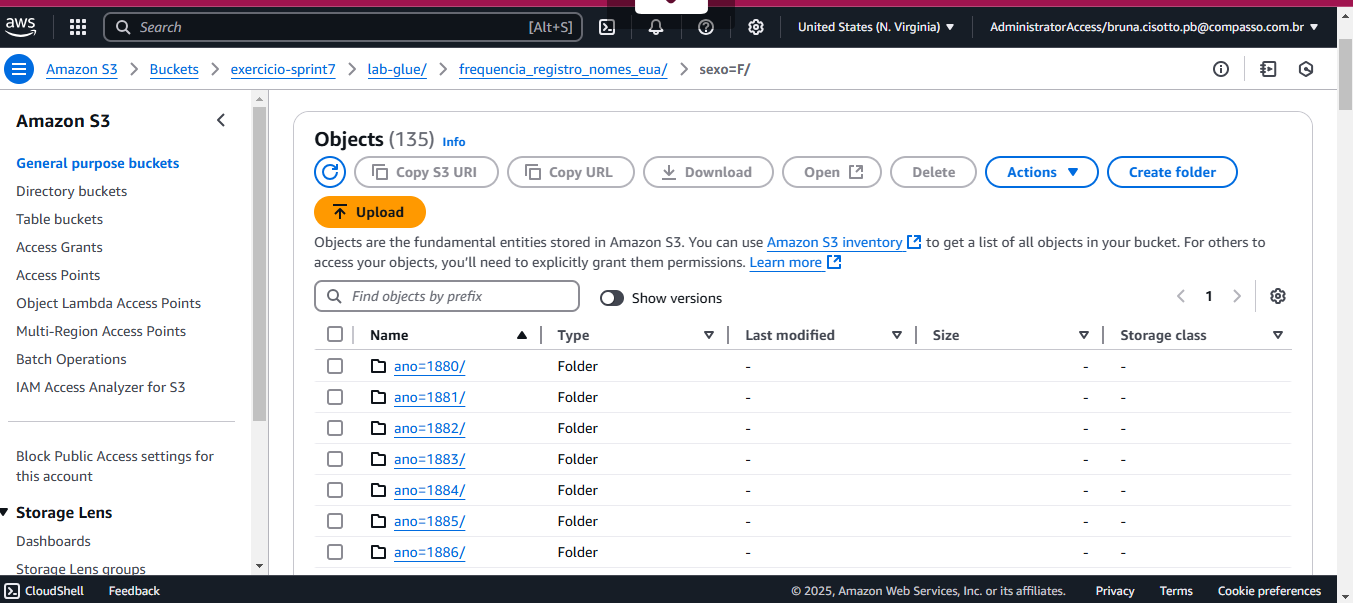 aws
Search [Alt+S] United States (N. Virginia) AdministratorAccess/bruna.cisotto.pb@compasso.com.br
Amazon S3 > Buckets > exercicio-sprint7 > lab-glue/ > frequencia_registro_nomes_eua/ > sexo=F/
Amazon S3
General purpose buckets
Directory buckets
Table buckets
Access Grants
Access Points
Object Lambda Access Points
Multi-Region Access Points
Batch Operations
IAM Access Analyzer for S3
Block Public Access settings for
this account
Storage Lens
Dashboards
Storage Lens groups
Objects (135) Info
Copy S3 URI Copy URL Download Open Delete Actions Create folder
Upload
Objects are the fundamental entities stored in Amazon S3. You can use Amazon S3 inventory to get a list of all objects in your bucket. For others to
access your objects, you'll need to explicitly grant them permissions. Learn more
Find objects by prefix Show versions 1
Name Type Last modified Size Storage class
ano=1880/ Folder - - -
ano=1881/ Folder - - -
ano=1882/ Folder - - -
ano=1883/ Folder - - -
ano=1884/ Folder - - -
ano=1885/ Folder - - -
ano=1886/ Folder - - -
CloudShell Feedback © 2025, Amazon Web Services, Inc. or its affiliates. Privacy Terms Cookie preferences